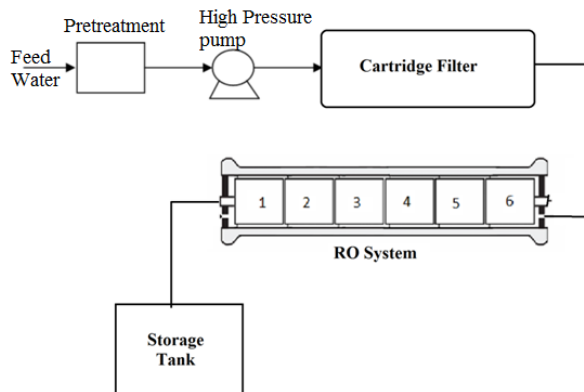 Pretreatment
High Pressure
pump
Feed
Water
Cartridge Filter
1 2 3 4 5 6
RO System
Storage
Tank